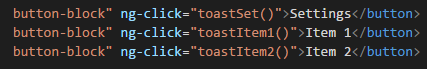 button-block" ng-click="toastSet()">Settings</button>
button-block" ng-click="toastItem1()">Item 1</button>
button-block" ng-click="toastItem2()">Item 2</button>